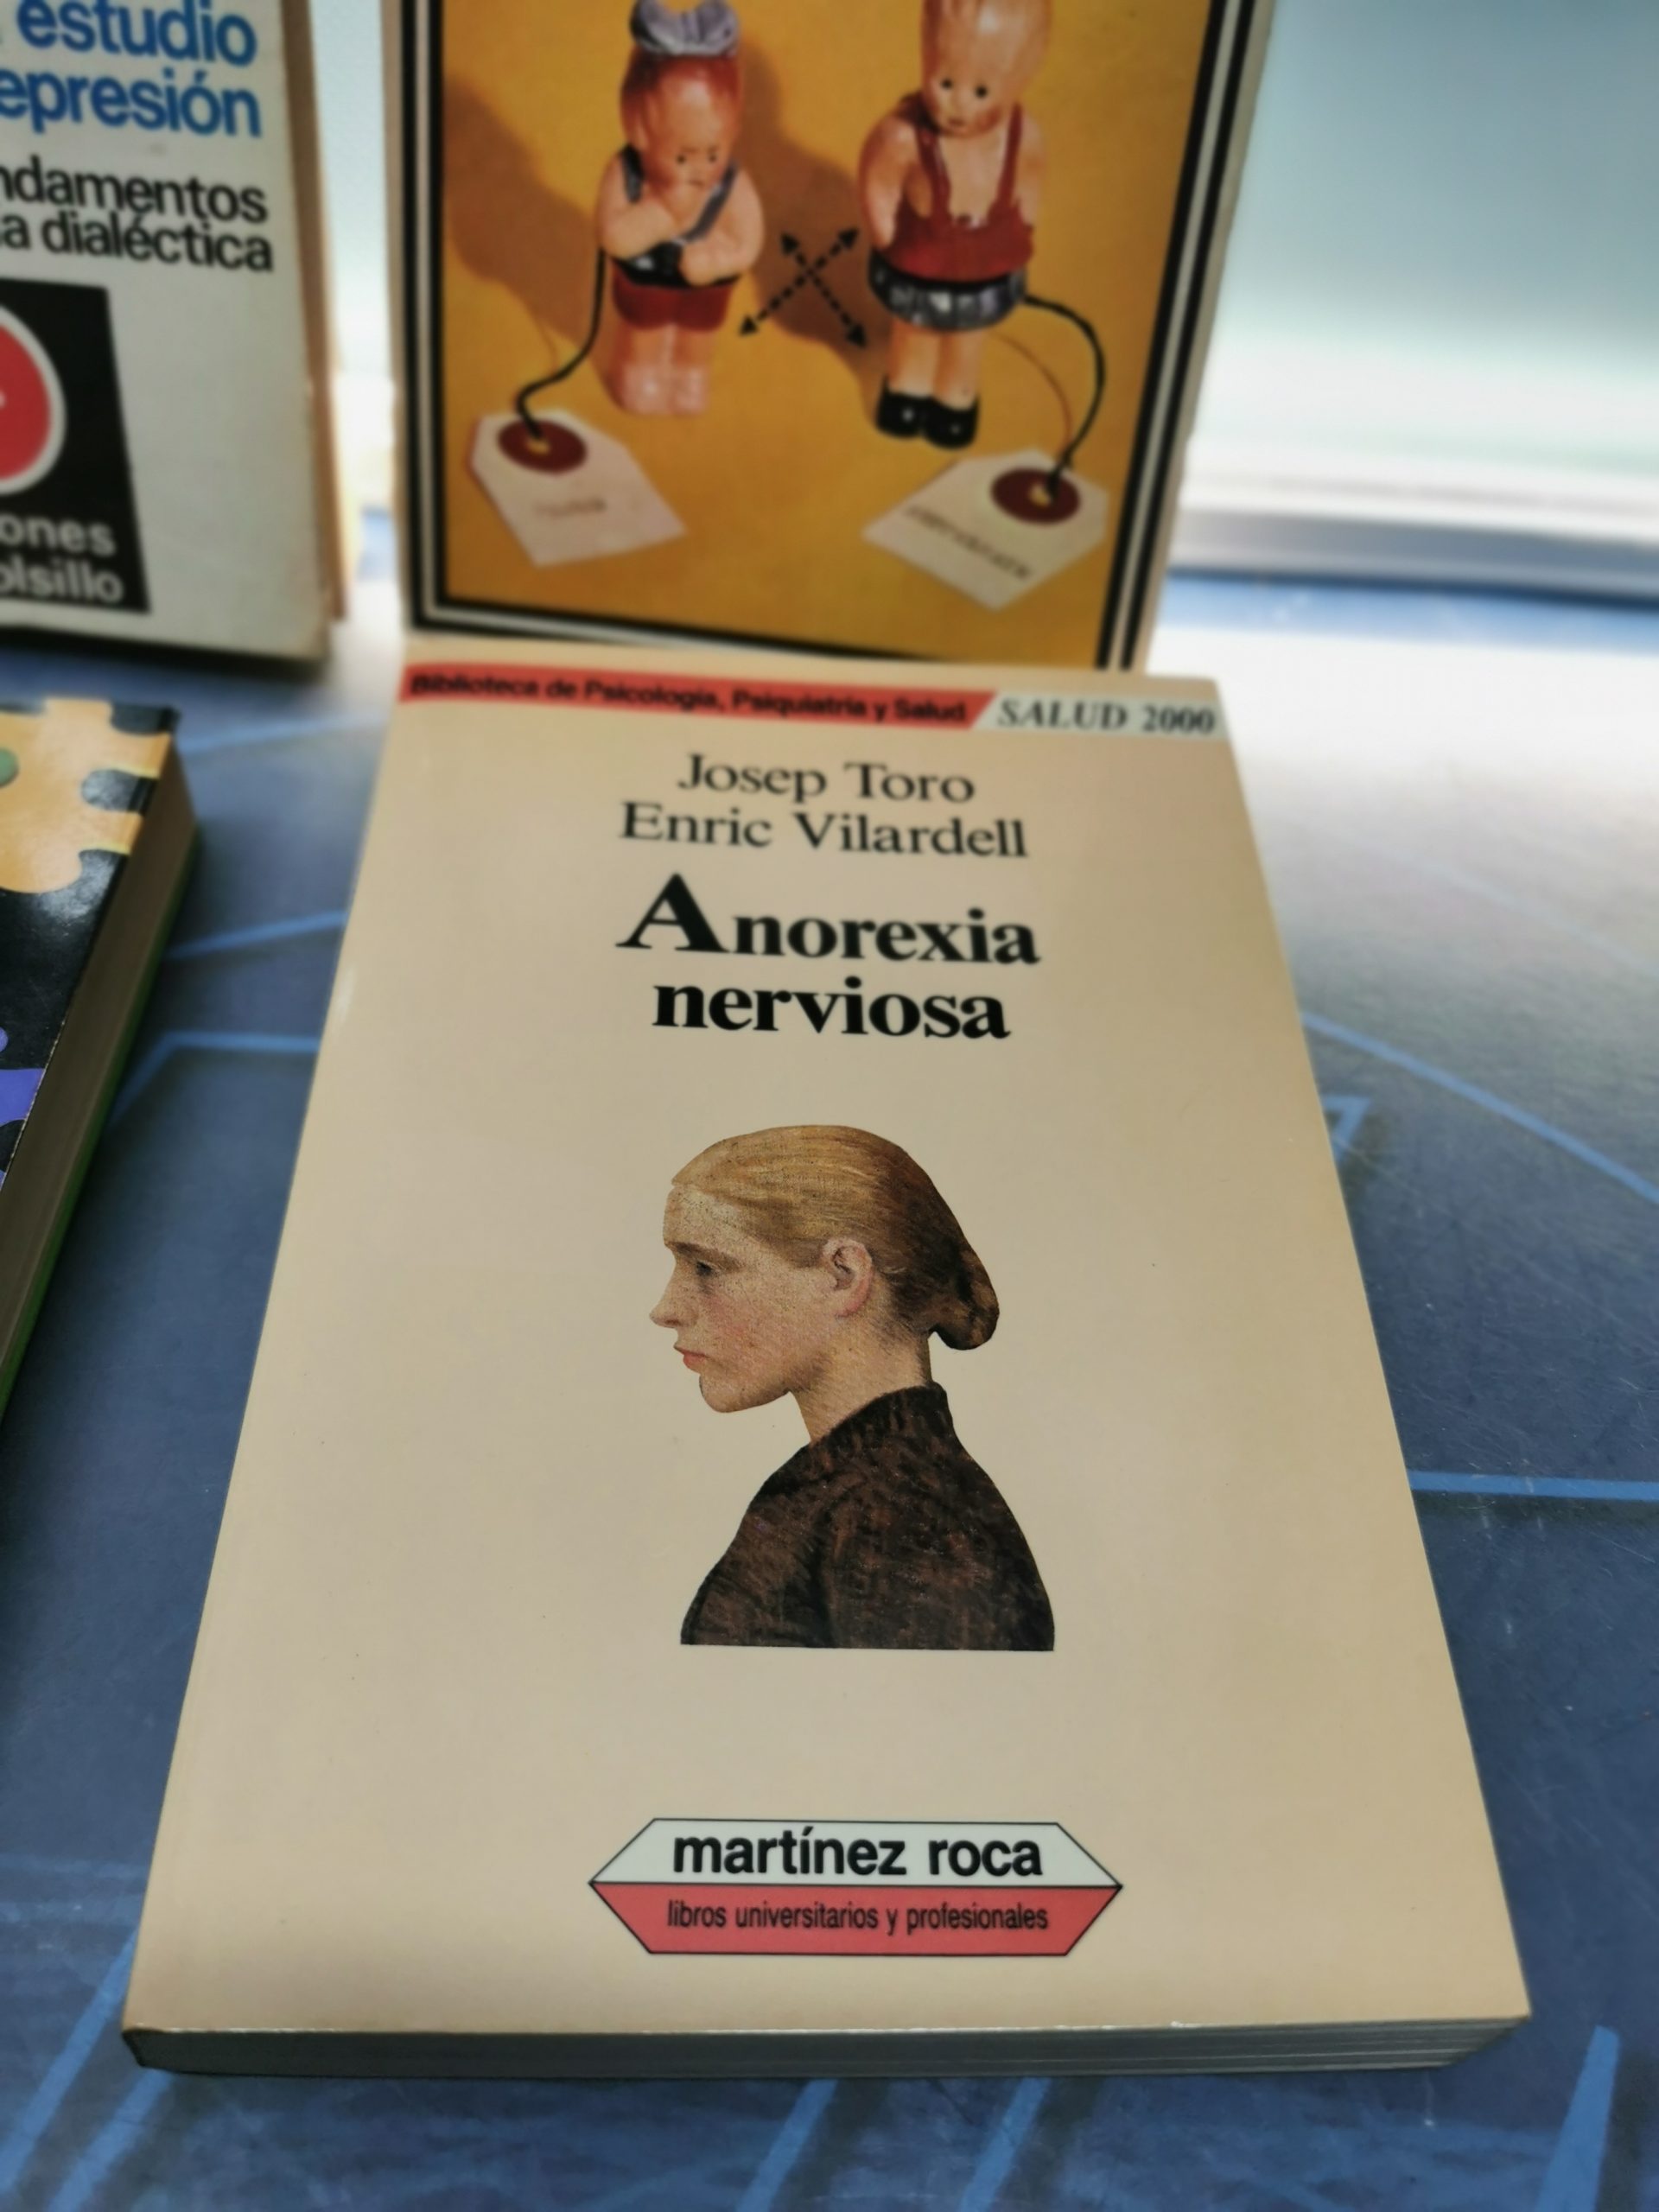 estudio
epresión
ndamentos
a dialéctica
ones
olsillo
Biblioteca de Psicología, Psiquiatría y Salud SALUD 2000
Josep Toro
Enric Vilardell
Anorexia
nerviosa
martínez roca
libros universitarios y profesionales